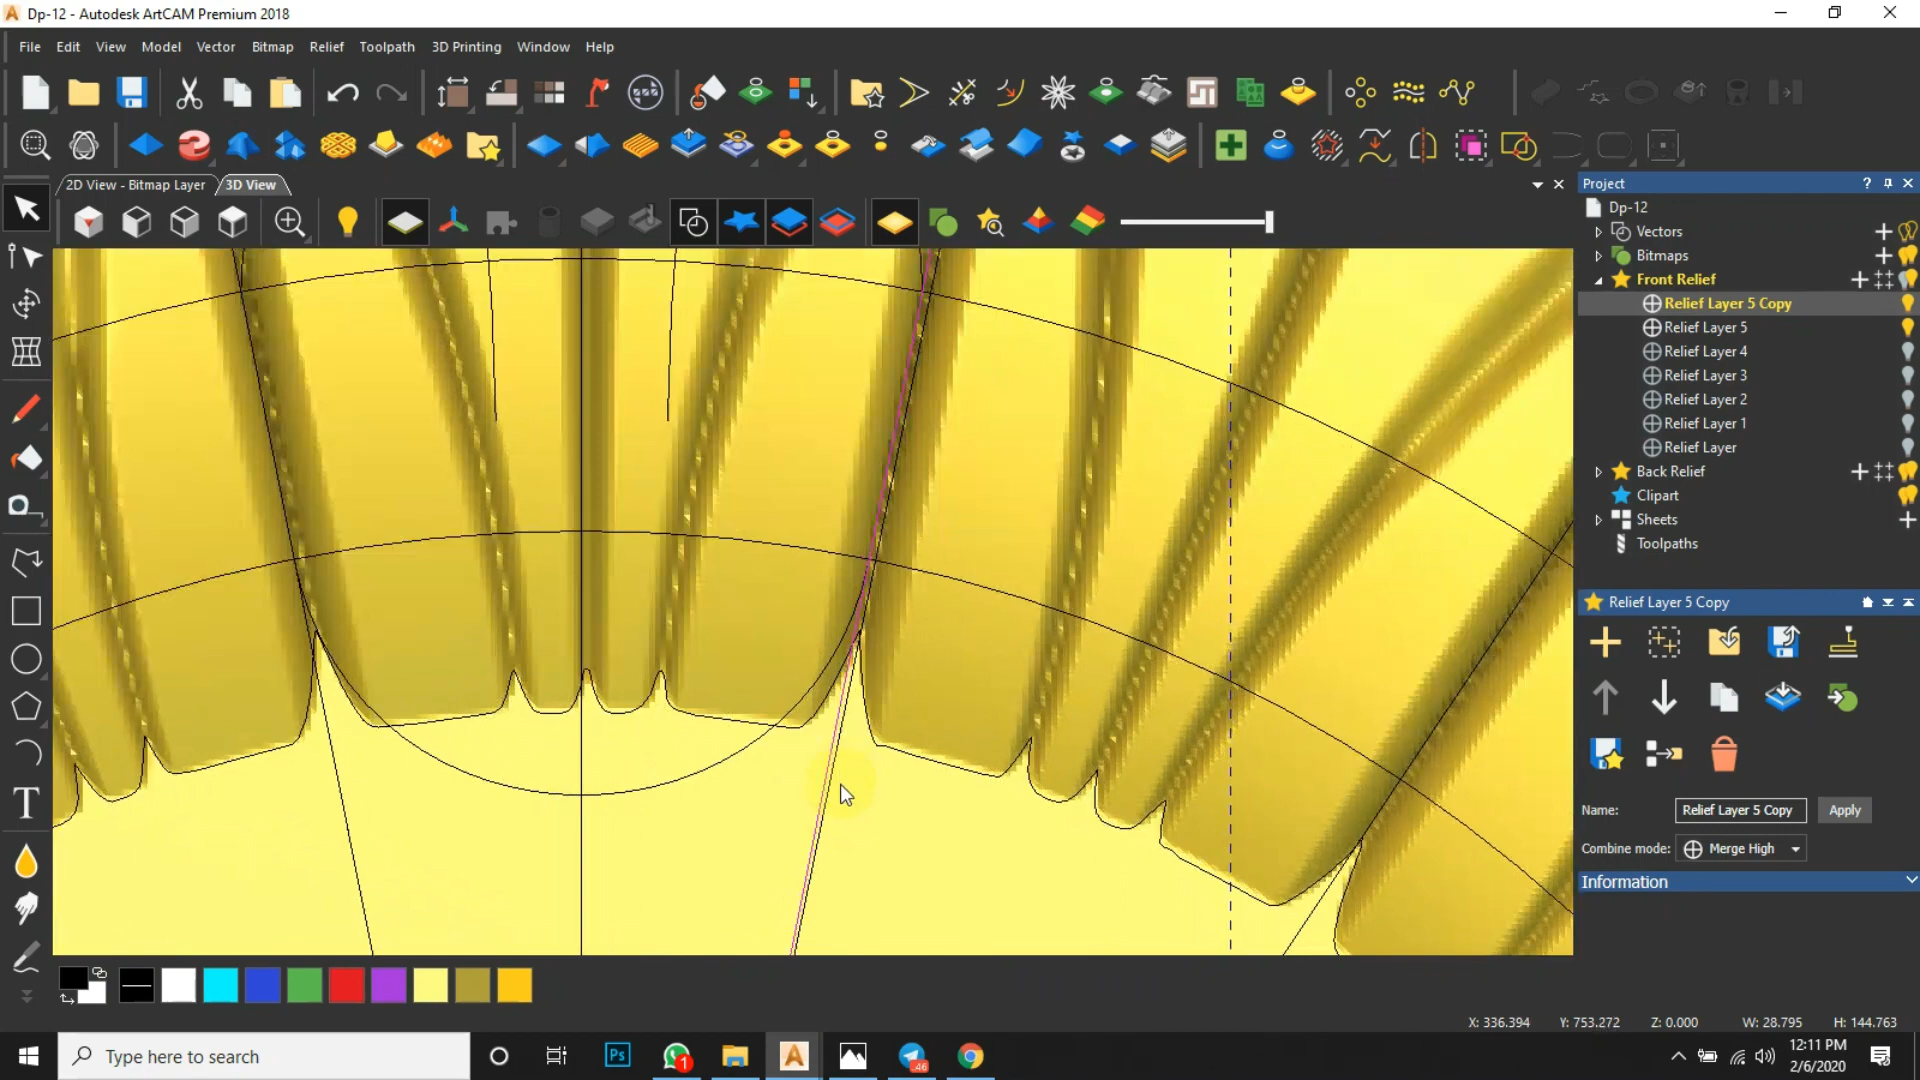 Dp-12 - Autodesk ArtCAM Premium 2018
File Edit View Model Vector Bitmap Relief Toolpath 3D Printing Window Help
2D View - Bitmap Layer 3D View
Project
Dp-12
Vectors
Bitmaps
Front Relief
Relief Layer 5 Copy
Relief Layer 5
Relief Layer 4
Relief Layer 3
Relief Layer 2
Relief Layer 1
Relief Layer
Back Relief
Clipart
Sheets
Toolpaths
Relief Layer 5 Copy
Name: Relief Layer 5 Copy Apply
Combine mode: Merge High
Information
X: 336.394 Y: 753.272 Z: 0.000 W: 28.795 H: 144.763
Type here to search
Ps
1
46
12:11 PM
2/6/2020